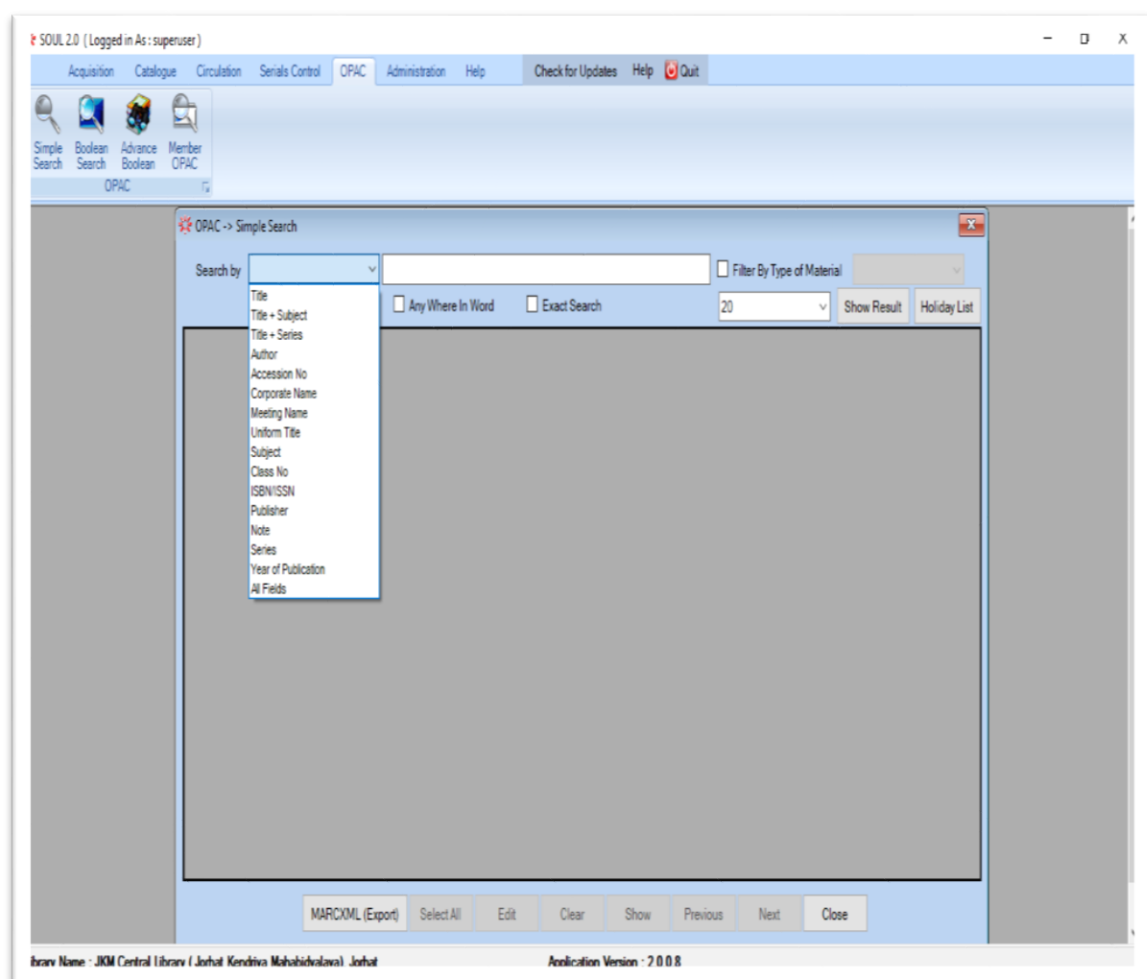 SOUL 2.0 ( Logged in As : superuser )
Acquisition Catalogue Circulation Serials Control OPAC Administration Help Check for Updates Help Quit
Simple Search Boolean Search Advance Boolean Member OPAC
OPAC
OPAC -> Simple Search
Search by Filter By Type of Material
Any Where In Word Exact Search 20 Show Result Holiday List
Title
Title + Subject
Title + Series
Author
Accession No
Corporate Name
Meeting Name
Uniform Title
Subject
Class No
ISBN/ISSN
Publisher
Note
Series
Year of Publication
All Fields
MARCXML (Export) Select All Edit Clear Show Previous Next Close
ibrary Name : JKM Central Library ( Jorhat Kendriya Mahabidyalaya), Jorhat Application Version : 2.0.0.8